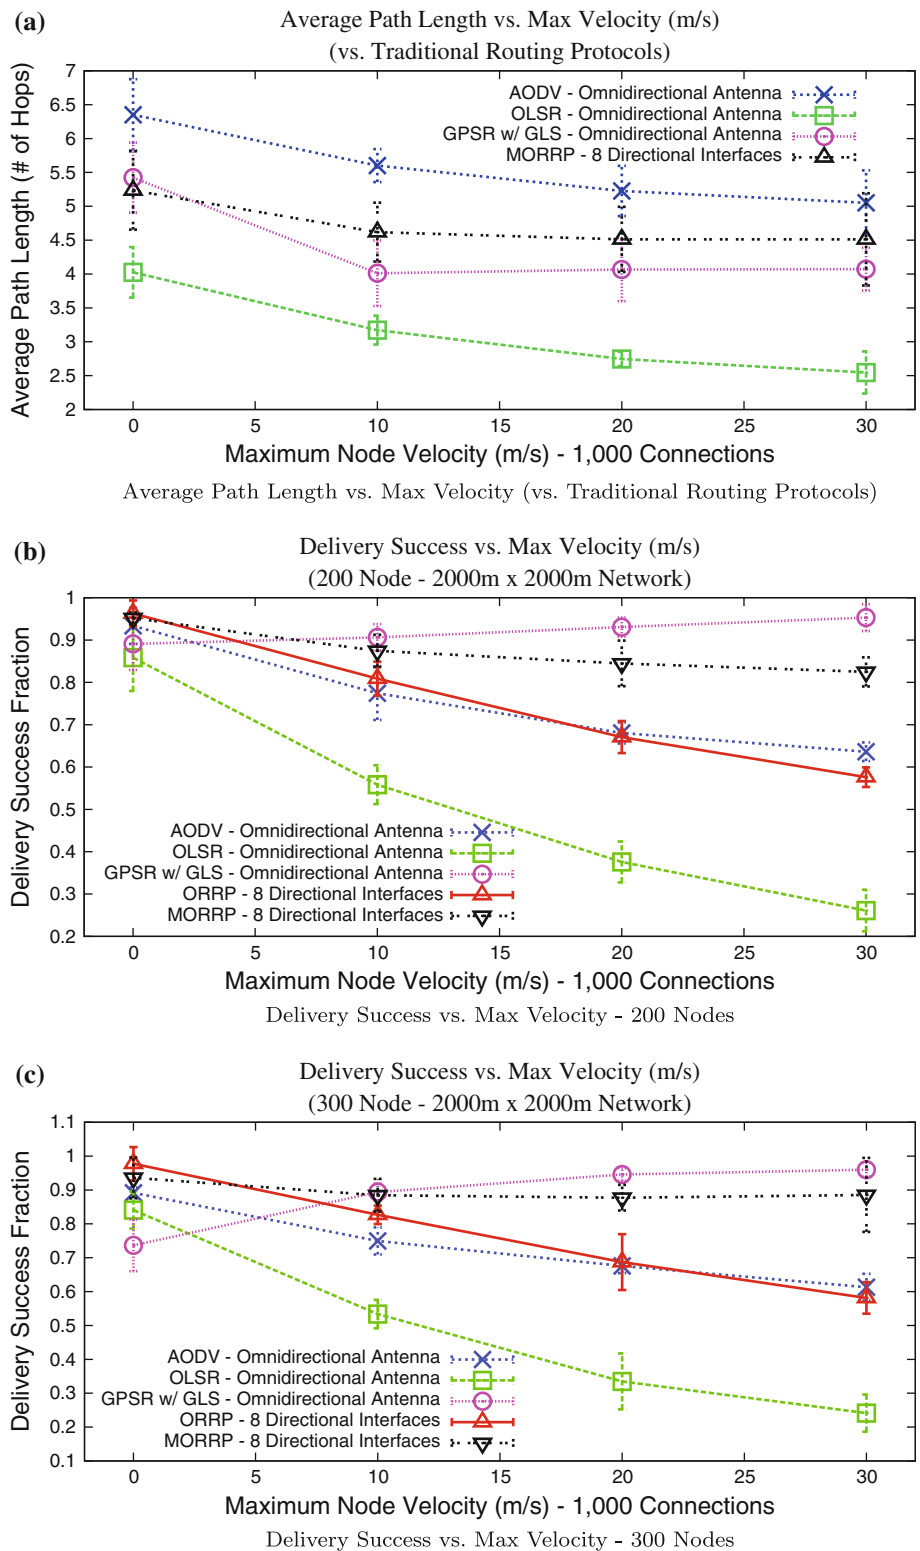 (a)
Average Path Length vs. Max Velocity (m/s)
(vs. Traditional Routing Protocols)
Average Path Length (# of Hops)
7
6.5
6
5.5
5
4.5
4
3.5
3
2.5
2
AODV - Omnidirectional Antenna
OLSR - Omnidirectional Antenna
GPSR w/ GLS - Omnidirectional Antenna
MORRP - 8 Directional Interfaces
0 5 10 15 20 25 30
Maximum Node Velocity (m/s) - 1,000 Connections
Average Path Length vs. Max Velocity (vs. Traditional Routing Protocols)
(b)
Delivery Success vs. Max Velocity (m/s)
(200 Node - 2000m x 2000m Network)
Delivery Success Fraction
1
0.9
0.8
0.7
0.6
0.5
0.4
0.3
0.2
AODV - Omnidirectional Antenna
OLSR - Omnidirectional Antenna
GPSR w/ GLS - Omnidirectional Antenna
ORRP - 8 Directional Interfaces
MORRP - 8 Directional Interfaces
0 5 10 15 20 25 30
Maximum Node Velocity (m/s) - 1,000 Connections
Delivery Success vs. Max Velocity - 200 Nodes
(c)
Delivery Success vs. Max Velocity (m/s)
(300 Node - 2000m x 2000m Network)
Delivery Success Fraction
1.1
1
0.9
0.8
0.7
0.6
0.5
0.4
0.3
0.2
0.1
AODV - Omnidirectional Antenna
OLSR - Omnidirectional Antenna
GPSR w/ GLS - Omnidirectional Antenna
ORRP - 8 Directional Interfaces
MORRP - 8 Directional Interfaces
0 5 10 15 20 25 30
Maximum Node Velocity (m/s) - 1,000 Connections
Delivery Success vs. Max Velocity - 300 Nodes